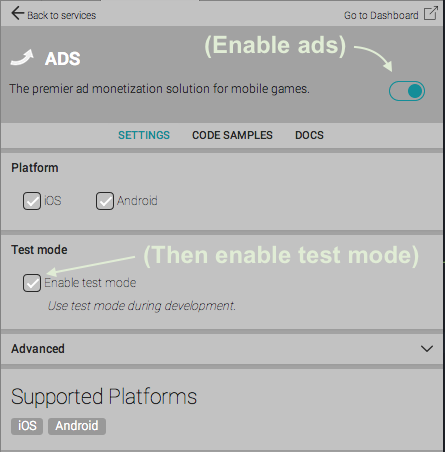 Back to services
Go to Dashboard
(Enable ads)
ADS
The premier ad monetization solution for mobile games.
SETTINGS CODE SAMPLES DOCS
Platform
iOS Android
Test mode
(Then enable test mode)
Enable test mode
Use test mode during development.
Advanced
Supported Platforms
iOS Android